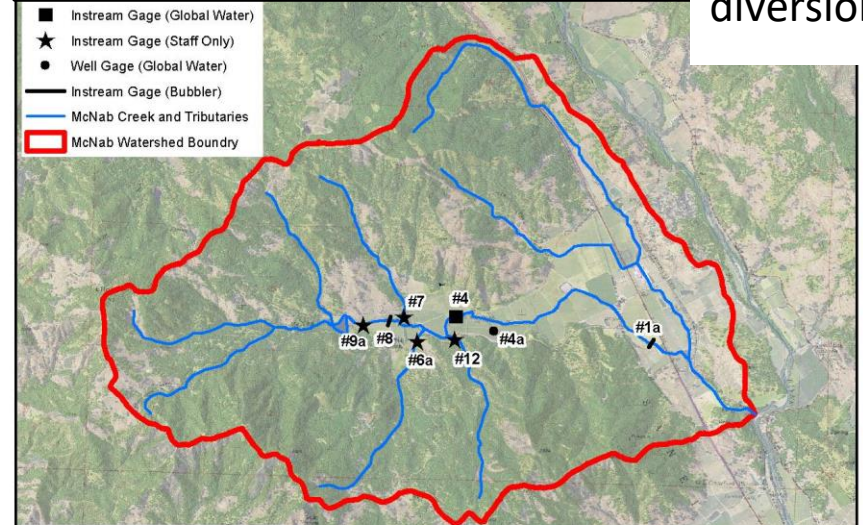 diversion
Instream Gage (Global Water)
Instream Gage (Staff Only)
Well Gage (Global Water)
Instream Gage (Bubbler)
McNab Creek and Tributaries
McNab Watershed Boundry
#7
#4
#9a
#8
#6a
#12
#4a
#1a